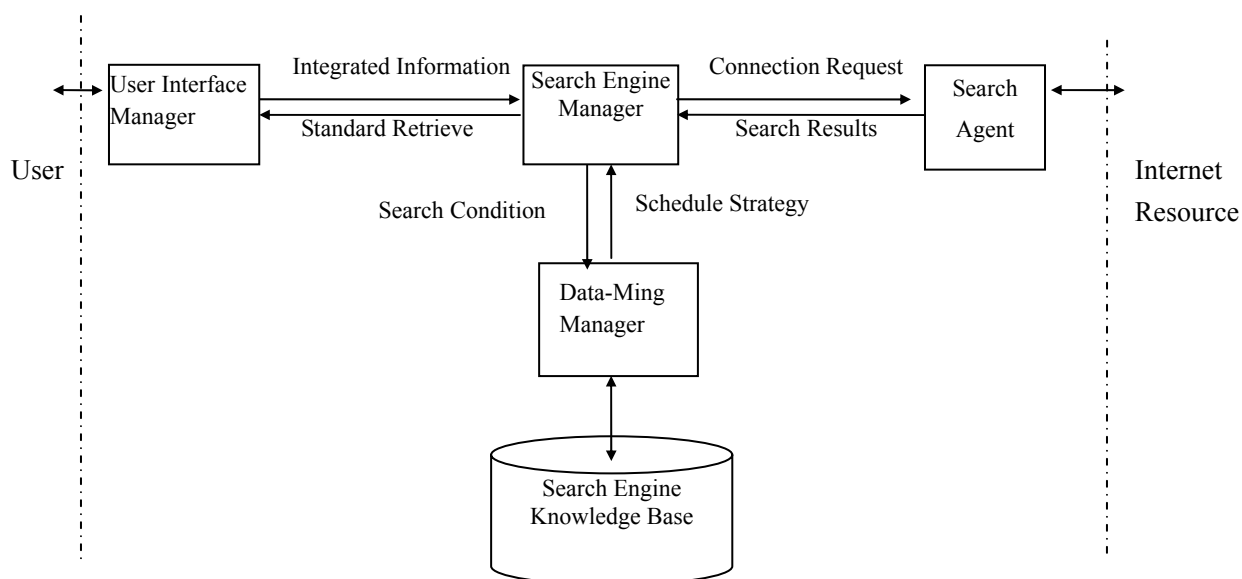 User Interface
Manager
Integrated Information
Standard Retrieve
Search Engine
Manager
Connection Request
Search Results
Search
Agent
User
Internet
Resource
Search Condition
Schedule Strategy
Data-Ming
Manager
Search Engine
Knowledge Base